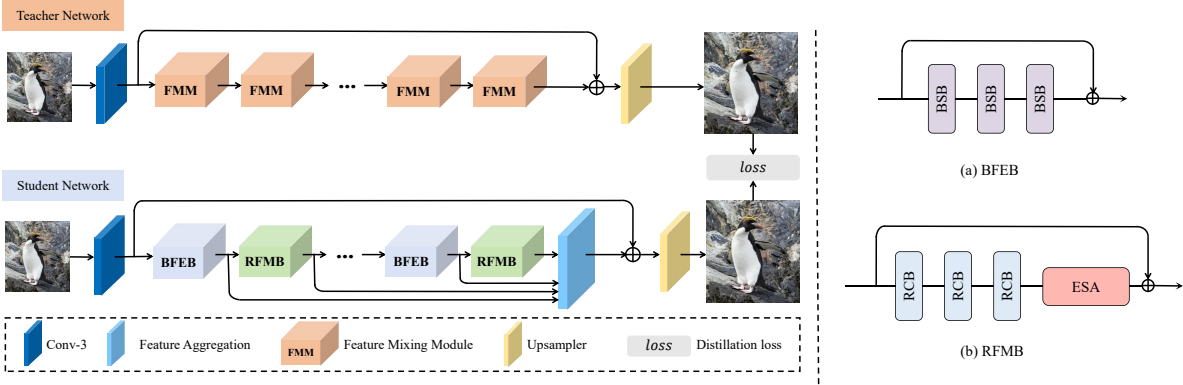 Teacher Network
FMM
FMM
...
FMM
FMM
loss
Student Network
BFEB
RFMB
...
BFEB
RFMB
Conv-3
Feature Aggregation
FMM
Feature Mixing Module
Upsampler
loss
Distillation loss
BSB
BSB
BSB
(a) BFEB
RCB
RCB
RCB
ESA
(b) RFMB